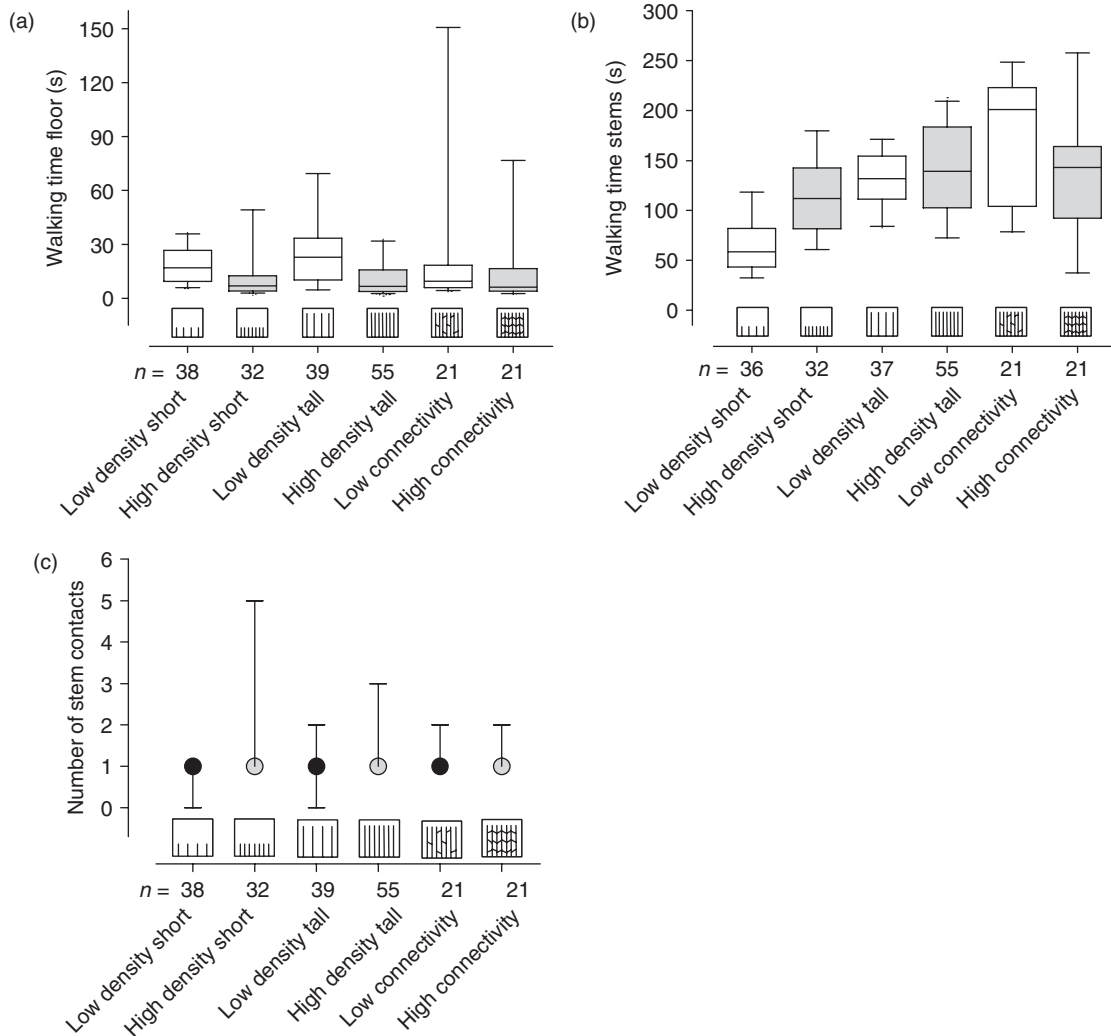 (a)
Walking time floor (s)
150
120
90
60
30
0
n = 38 32 39 55 21 21
Low density short
High density short
Low density tall
High density tall
Low connectivity
High connectivity
(b)
Walking time stems (s)
300
250
200
150
100
50
0
n = 36 32 37 55 21 21
Low density short
High density short
Low density tall
High density tall
Low connectivity
High connectivity
(c)
Number of stem contacts
6
5
4
3
2
1
0
n = 38 32 39 55 21 21
Low density short
High density short
Low density tall
High density tall
Low connectivity
High connectivity